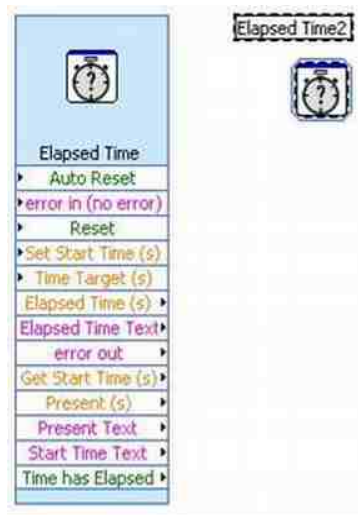 Elapsed Time2
?
?
Elapsed Time
Auto Reset
error in (no error)
Reset
Set Start Time (s)
Time Target (s)
Elapsed Time (s)
Elapsed Time Text
error out
Get Start Time (s)
Present (s)
Present Text
Start Time Text
Time has Elapsed